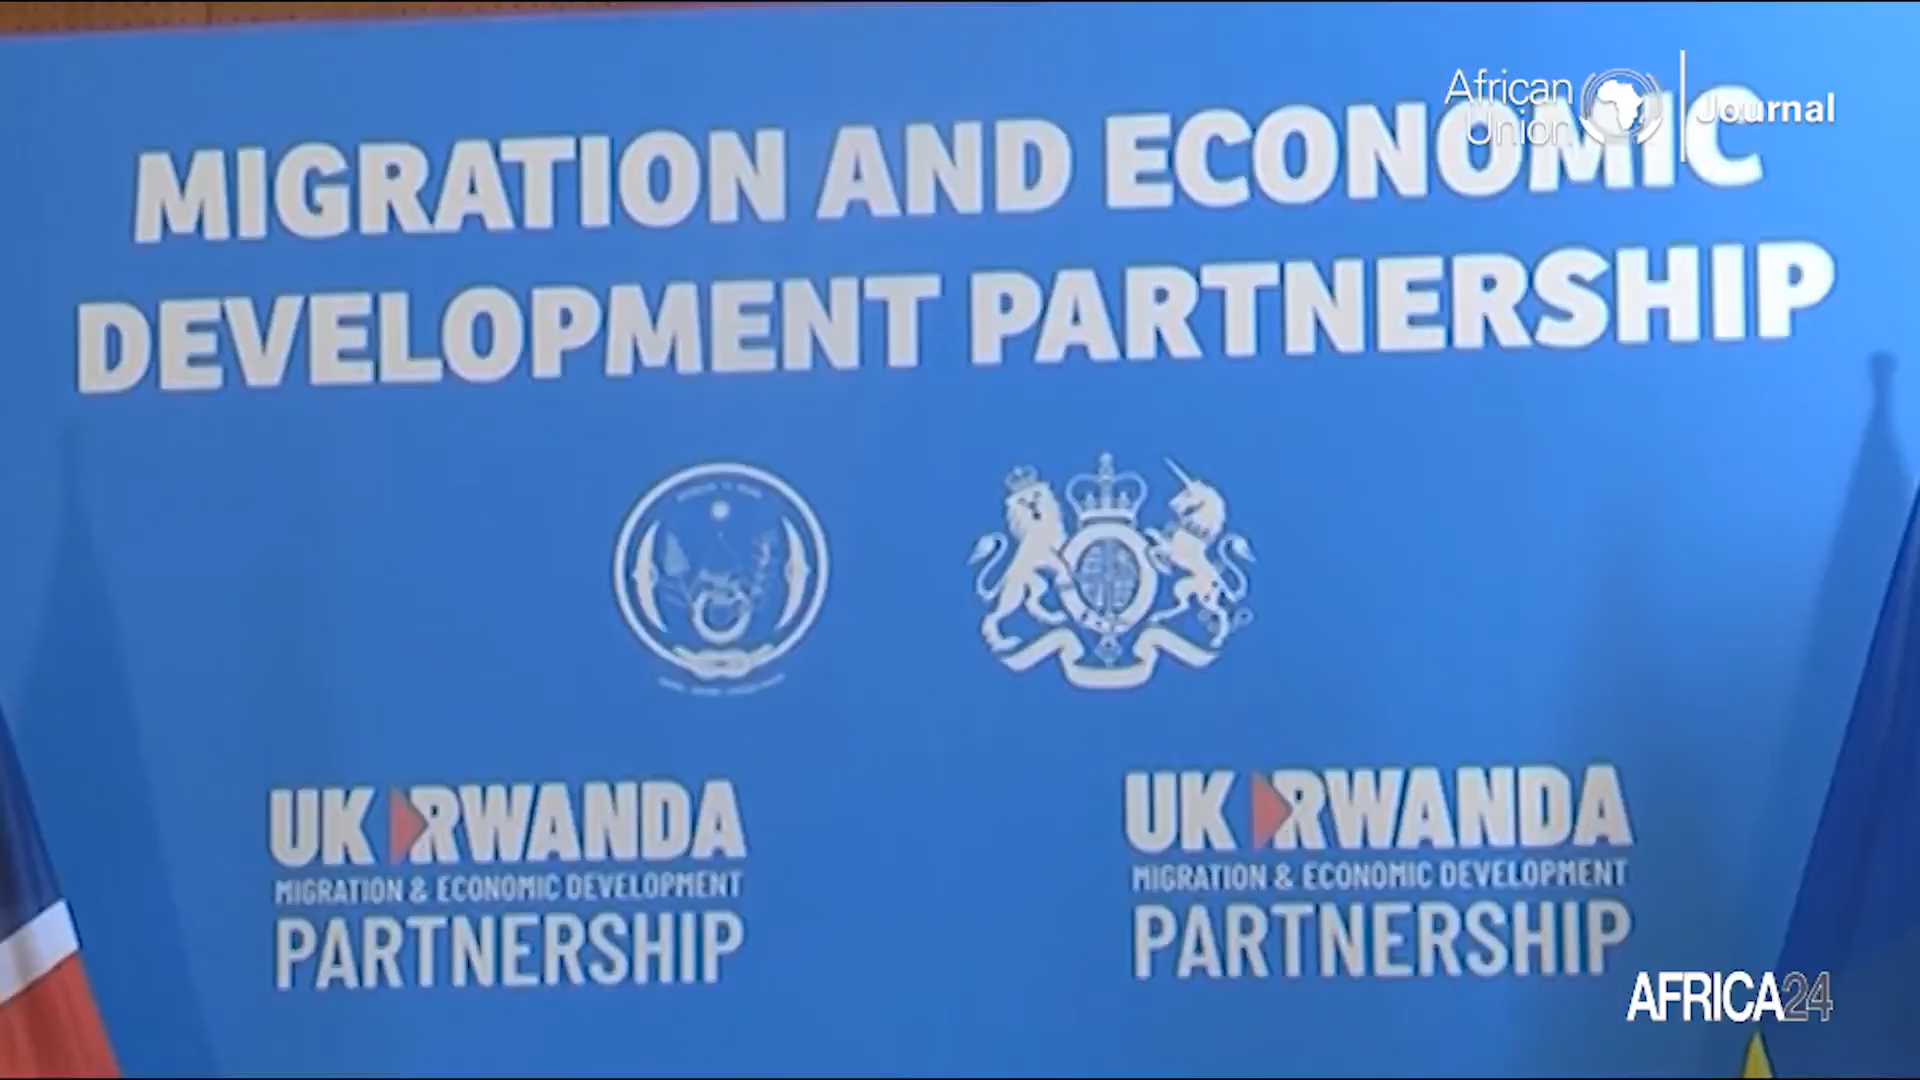 African
Union
Journal
MIGRATION AND ECONOMIC
DEVELOPMENT PARTNERSHIP
UK RWANDA
MIGRATION & ECONOMIC DEVELOPMENT
PARTNERSHIP
UK RWANDA
MIGRATION & ECONOMIC DEVELOPMENT
PARTNERSHIP
AFRICA24